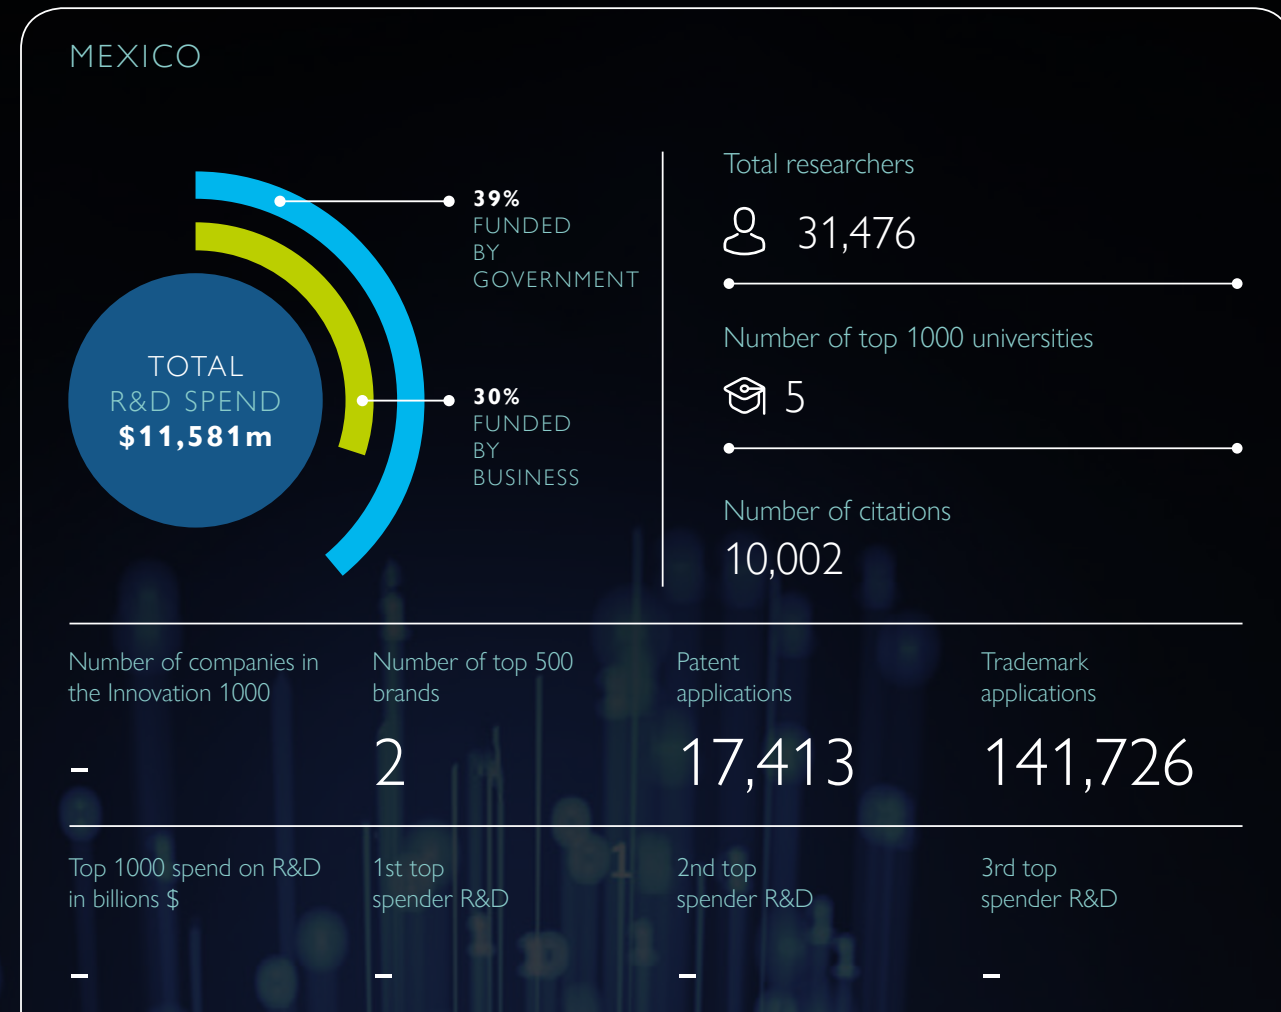 MEXICO
39%
FUNDED
BY
GOVERNMENT
TOTAL
R&D SPEND
$11,581m
30%
FUNDED
BY
BUSINESS
Total researchers
31,476
Number of top 1000 universities
5
Number of citations
10,002
Number of companies in
the Innovation 1000
-
Number of top 500
brands
2
Patent
applications
17,413
Trademark
applications
141,726
Top 1000 spend on R&D
in billions $
-
1st top
spender R&D
-
2nd top
spender R&D
-
3rd top
spender R&D
-